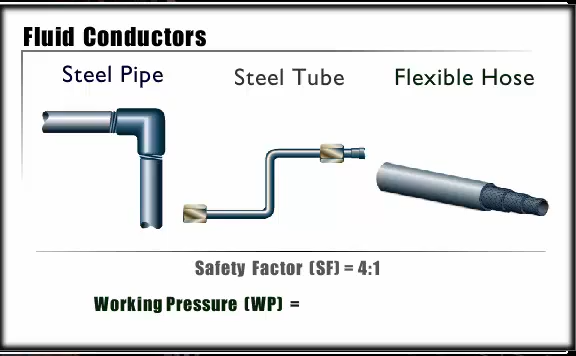 Fluid Conductors
Steel Pipe Steel Tube Flexible Hose
Safety Factor (SF) = 4:1
Working Pressure (WP) =